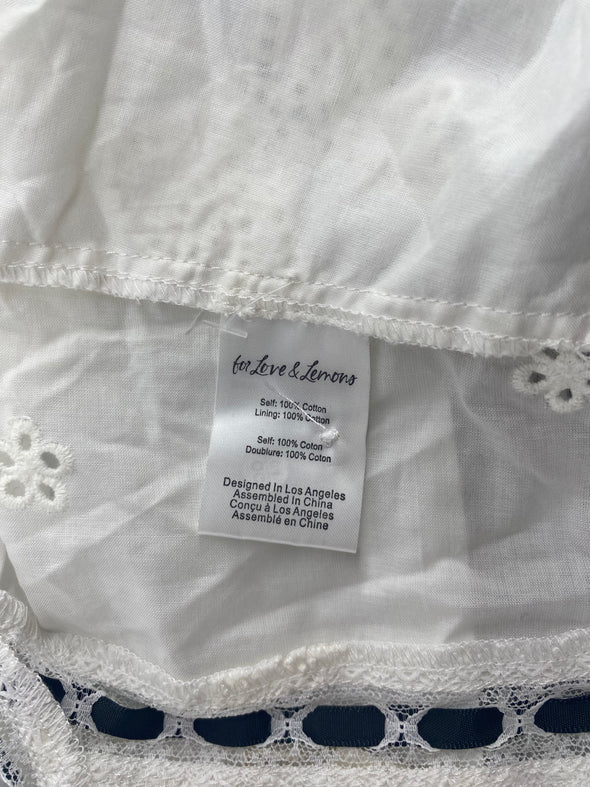 for Love & Lemons
Self: 100% Cotton
Lining: 100% Cotton
Self: 100% Coton
Doublure: 100% Coton
Designed In Los Angeles
Assembled In China
Conçu à Los Angeles
Assemblé en Chine